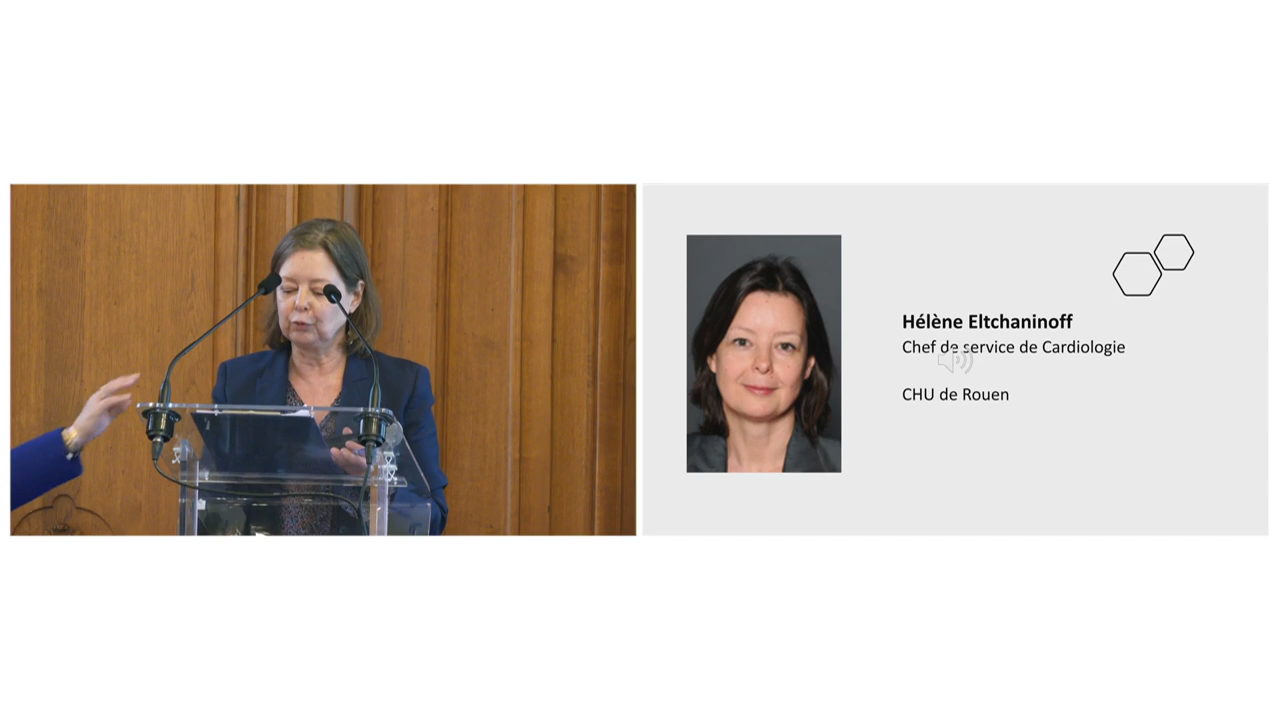 Hélène Eltchaninoff
Chef de service de Cardiologie
CHU de Rouen